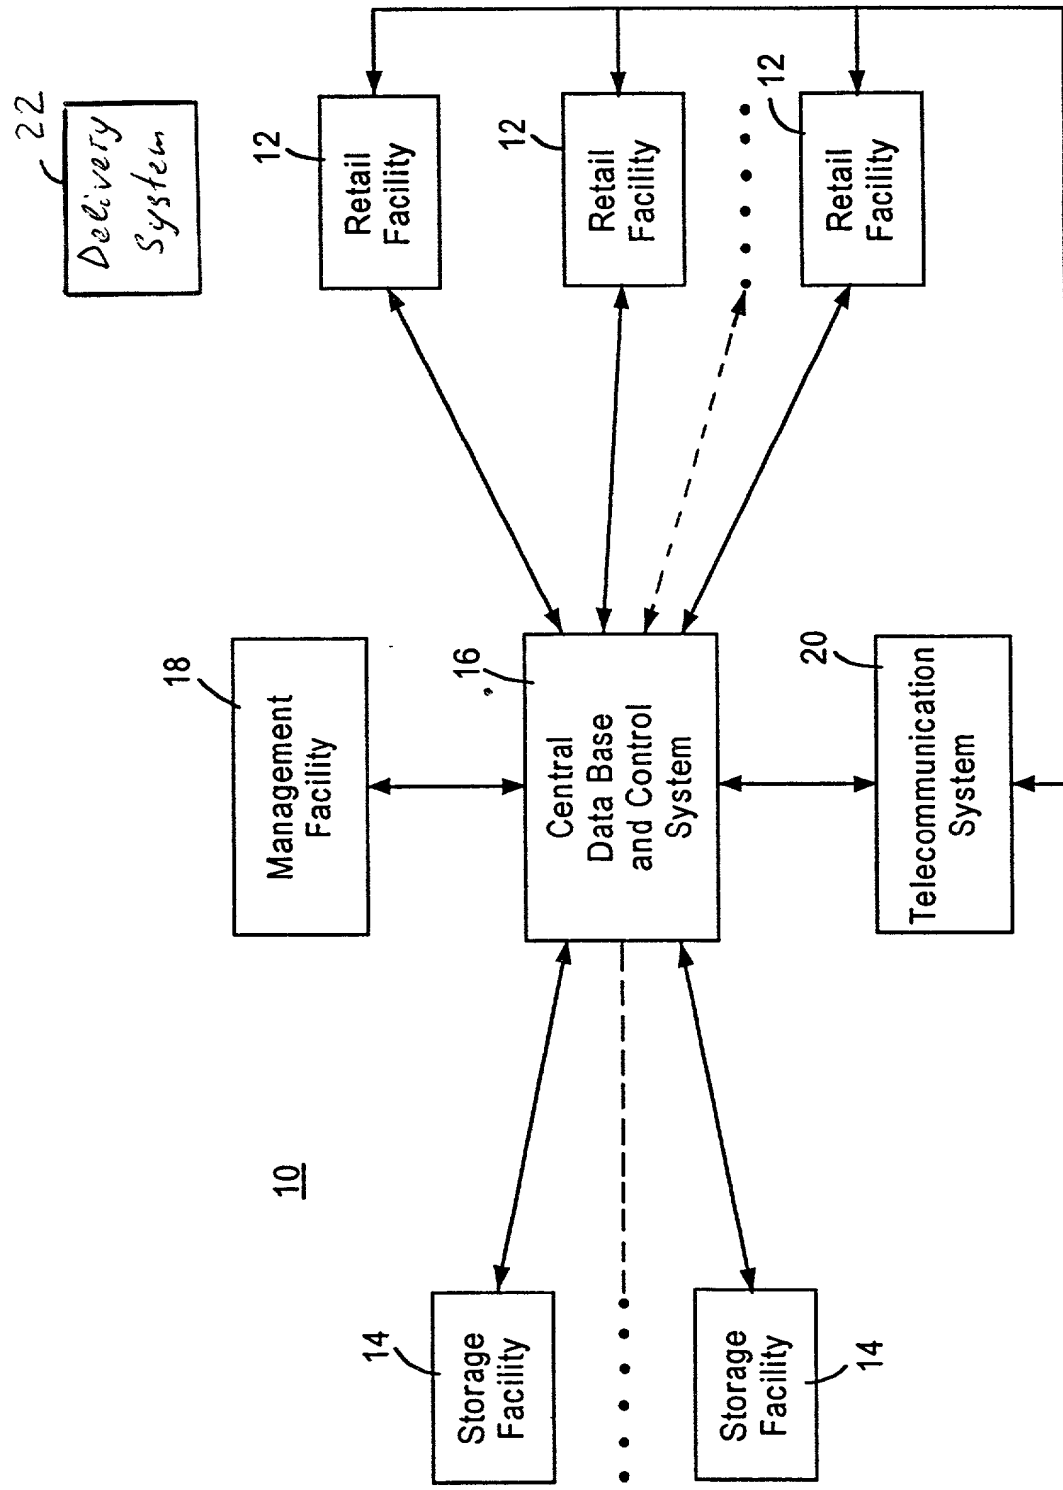 10
14
Storage
Facility
Storage
Facility
14
18
Management
Facility
16
Central
Data Base
and Control
System
20
Telecommunication
System
22
Delivery
System
12
Retail
Facility
12
Retail
Facility
12
Retail
Facility